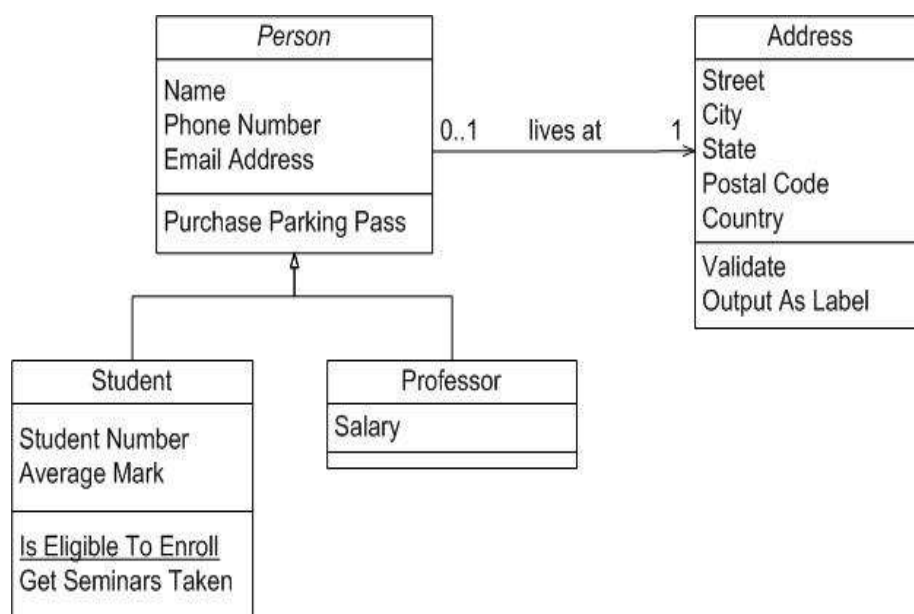 Person
Name
Phone Number
Email Address
Purchase Parking Pass
0..1 lives at 1
Address
Street
City
State
Postal Code
Country
Validate
Output As Label
Student
Student Number
Average Mark
Is Eligible To Enroll
Get Seminars Taken
Professor
Salary